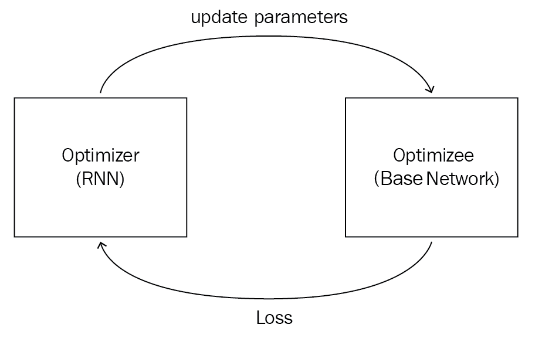 update parameters
Optimizer
(RNN)
Optimizee
(Base Network)
Loss